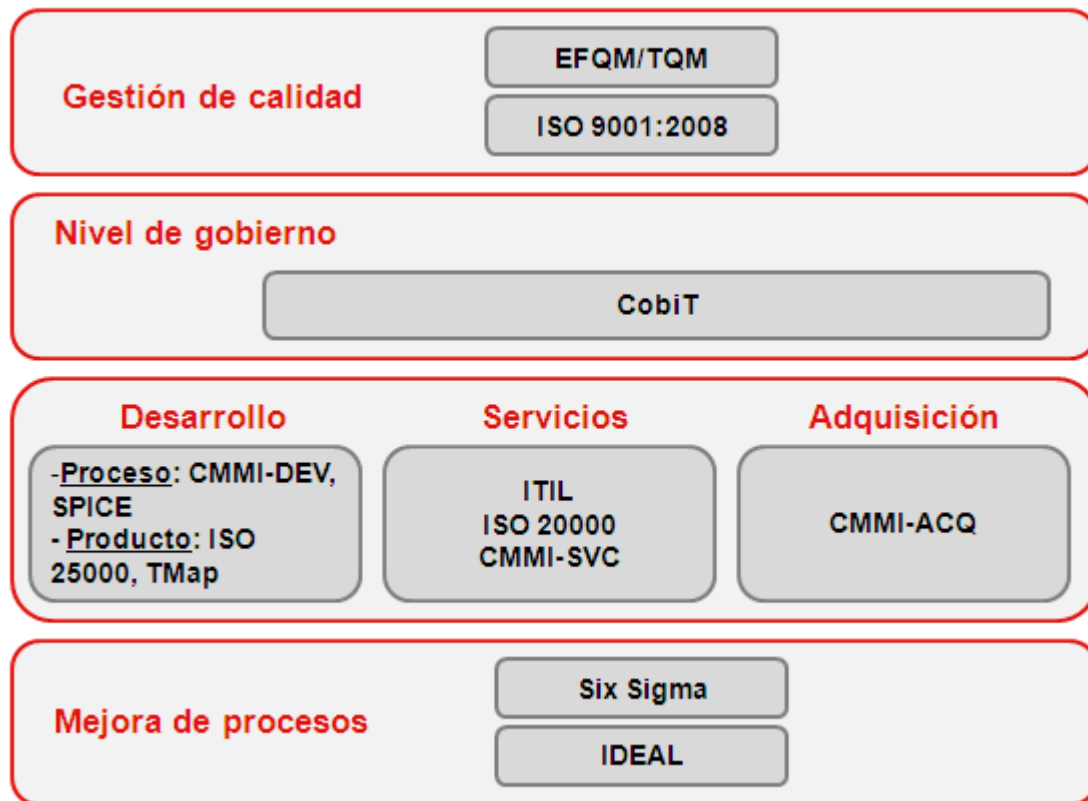 EFQM/TQM
Gestión de calidad
ISO 9001:2008
Nivel de gobierno
CobiT
Desarrollo
-Proceso: CMMI-DEV,
SPICE
- Producto: ISO
25000, TMap
Servicios
ITIL
ISO 20000
CMMI-SVC
Adquisición
CMMI-ACQ
Six Sigma
Mejora de procesos
IDEAL